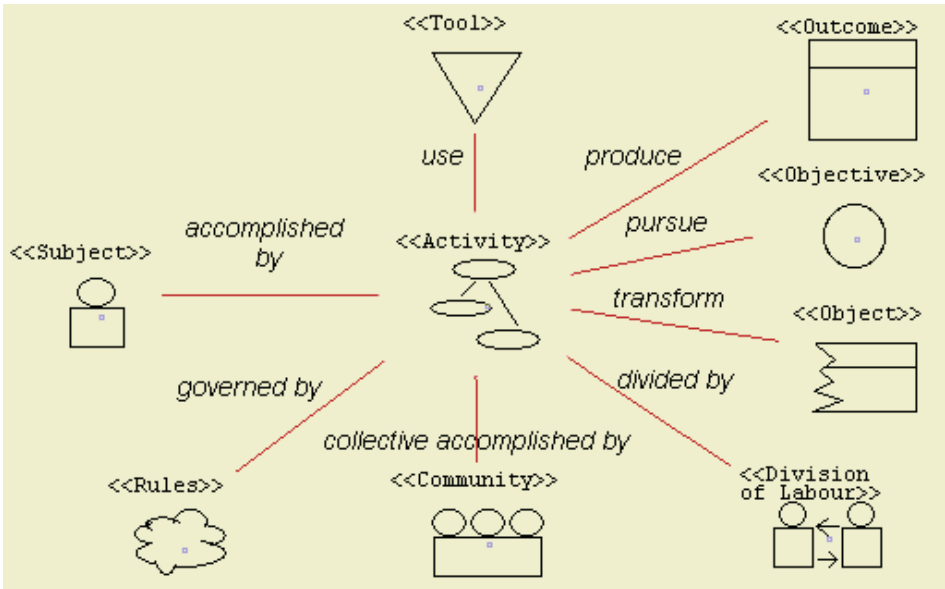 <<Tool>>
<<Outcome>>
use
produce
<<Objective>>
accomplished
by
<<Activity>>
pursue
<<Subject>>
transform
<<Object>>
governed by
divided by
collective accomplished by
<<Rules>>
<<Community>>
<<Division
of Labour>>